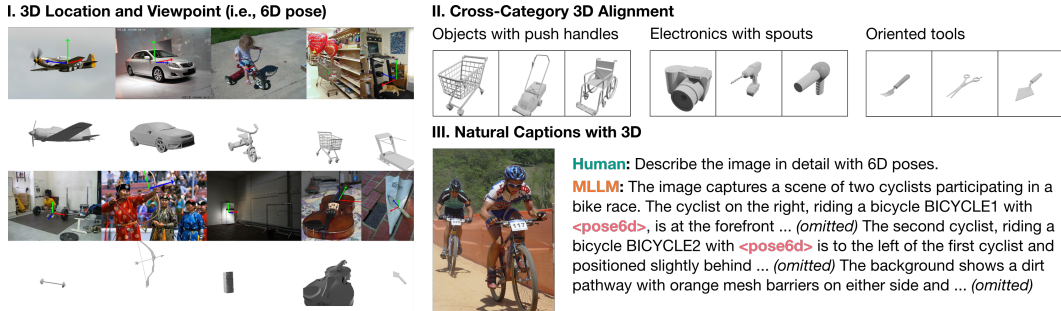 I. 3D Location and Viewpoint (i.e., 6D pose)
II. Cross-Category 3D Alignment
Objects with push handles
Electronics with spouts
Oriented tools
III. Natural Captions with 3D
117
Human: Describe the image in detail with 6D poses.
MLLM: The image captures a scene of two cyclists participating in a
bike race. The cyclist on the right, riding a bicycle BICYCLE1 with
<pose6d>, is at the forefront ... (omitted) The second cyclist, riding a
bicycle BICYCLE2 with <pose6d> is to the left of the first cyclist and
positioned slightly behind ... (omitted) The background shows a dirt
pathway with orange mesh barriers on either side and ... (omitted)